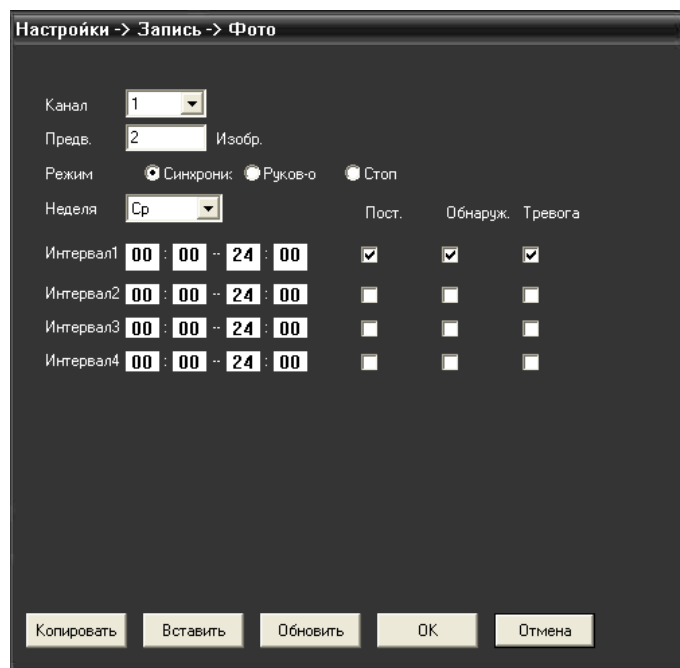 Настройки -> Запись -> Фото
Канал 1
Предв. 2 Изобр.
Режим Синхрони: Руков-о Стоп
Неделя Ср Пост. Обнаруж. Тревога
Интервал1 00 : 00 -- 24 : 00
Интервал2 00 : 00 -- 24 : 00
Интервал3 00 : 00 -- 24 : 00
Интервал4 00 : 00 -- 24 : 00
Копировать Вставить Обновить OK Отмена